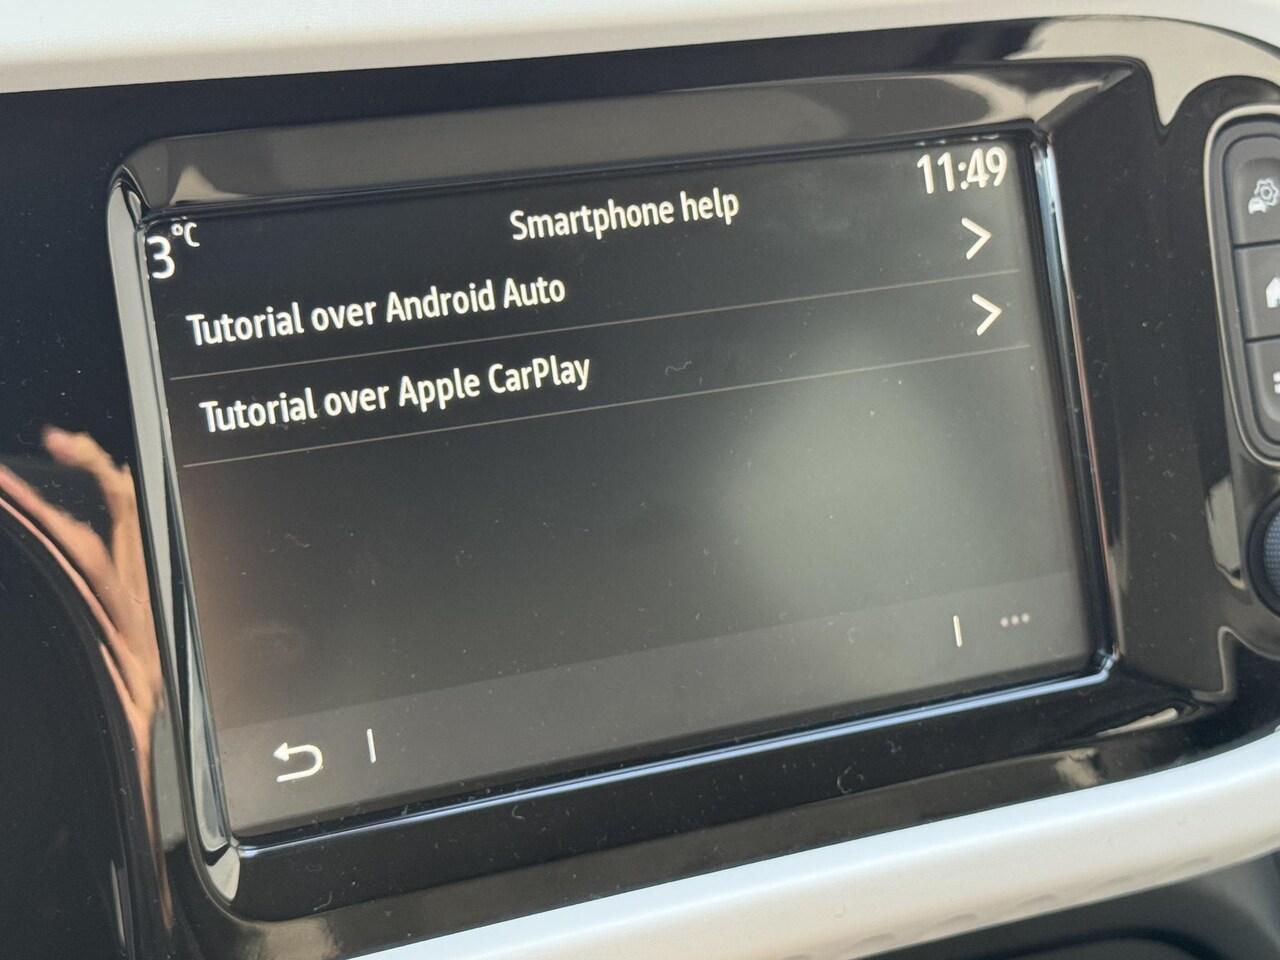 11:49
Smartphone help
3°C
Tutorial over Android Auto
Tutorial over Apple CarPlay